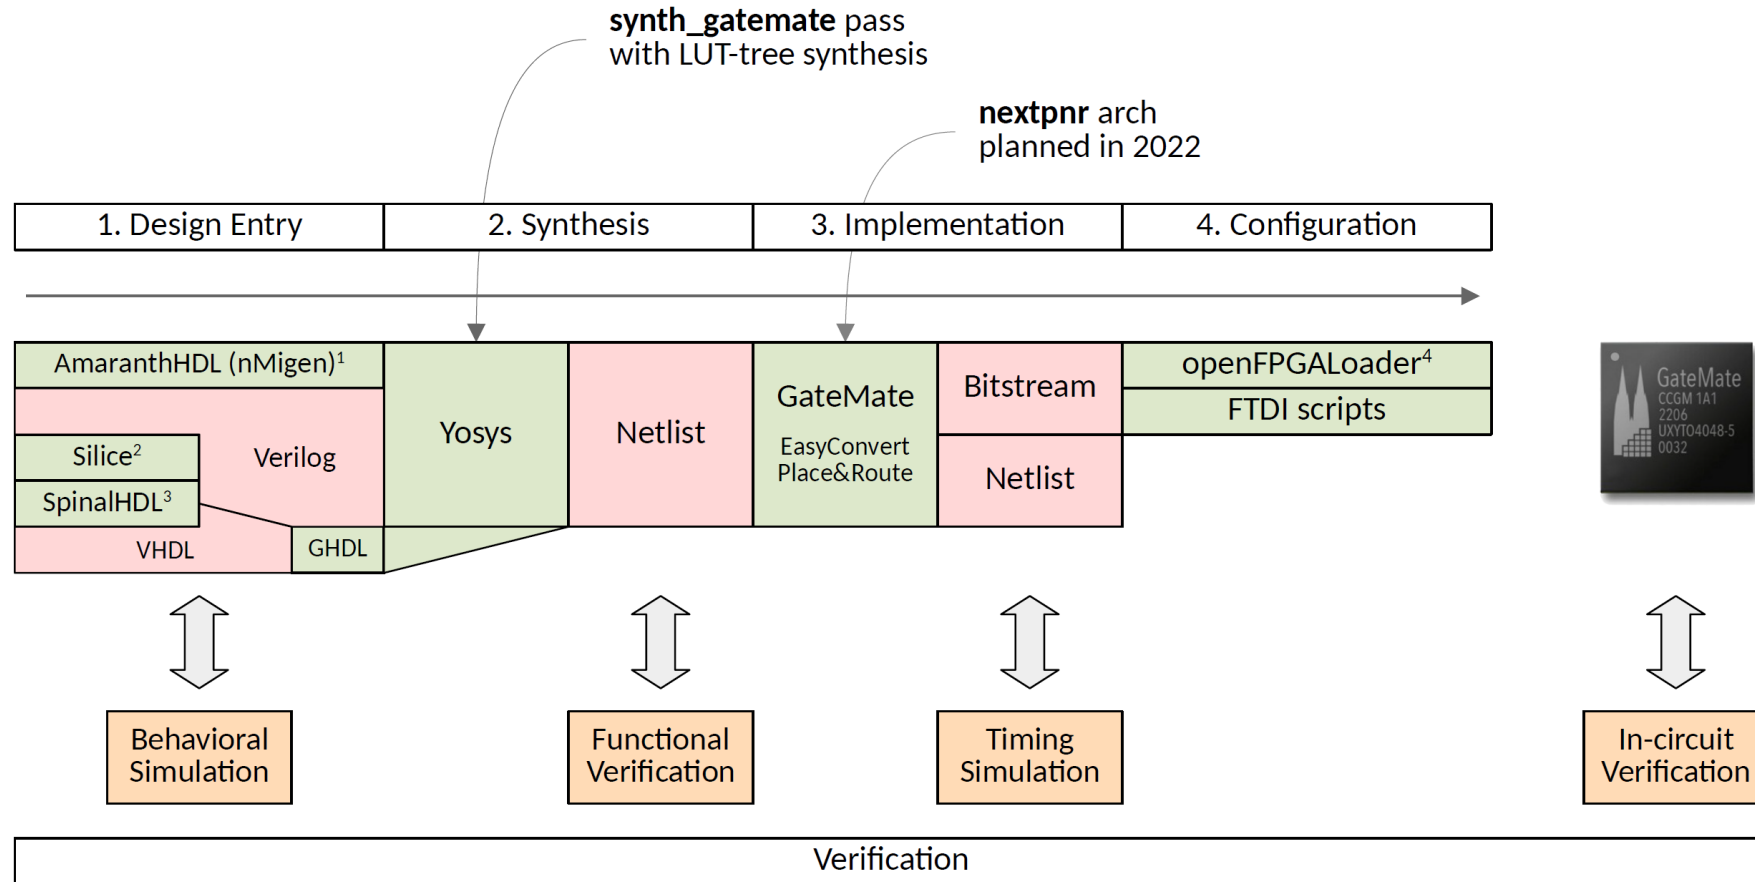 synth_gatemate pass
with LUT-tree synthesis
nextpnr arch
planned in 2022
1. Design Entry
2. Synthesis
3. Implementation
4. Configuration
AmaranthHDL (nMigen)¹
Silice²
SpinalHDL³
Verilog
VHDL
GHDL
Yosys
Netlist
GateMate
EasyConvert
Place&Route
Bitstream
Netlist
openFPGALoader⁴
FTDI scripts
GateMate
CCGM 1A1
2206
UXYTO4048-5
0032
Behavioral
Simulation
Functional
Verification
Timing
Simulation
In-circuit
Verification
Verification